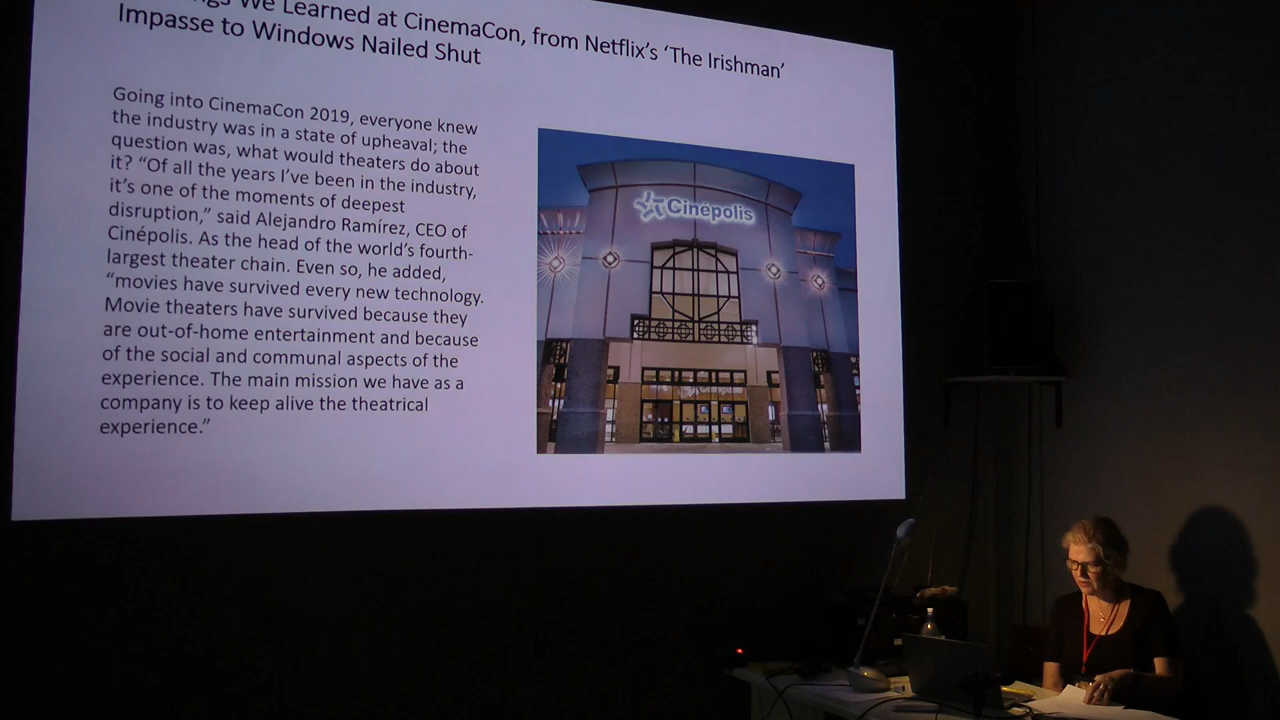 We Learned at CinemaCon, from Netflix's 'The Irishman'
Impasse to Windows Nailed Shut
Going into CinemaCon 2019, everyone knew
the industry was in a state of upheaval; the
question was, what would theaters do about
it? “Of all the years I've been in the industry,
it's one of the moments of deepest
disruption,” said Alejandro Ramírez, CEO of
Cinépolis. As the head of the world's fourth-
largest theater chain. Even so, he added,
“movies have survived every new technology.
Movie theaters have survived because they
are out-of-home entertainment and because
of the social and communal aspects of the
experience. The main mission we have as a
company is to keep alive the theatrical
experience.”
Cinépolis